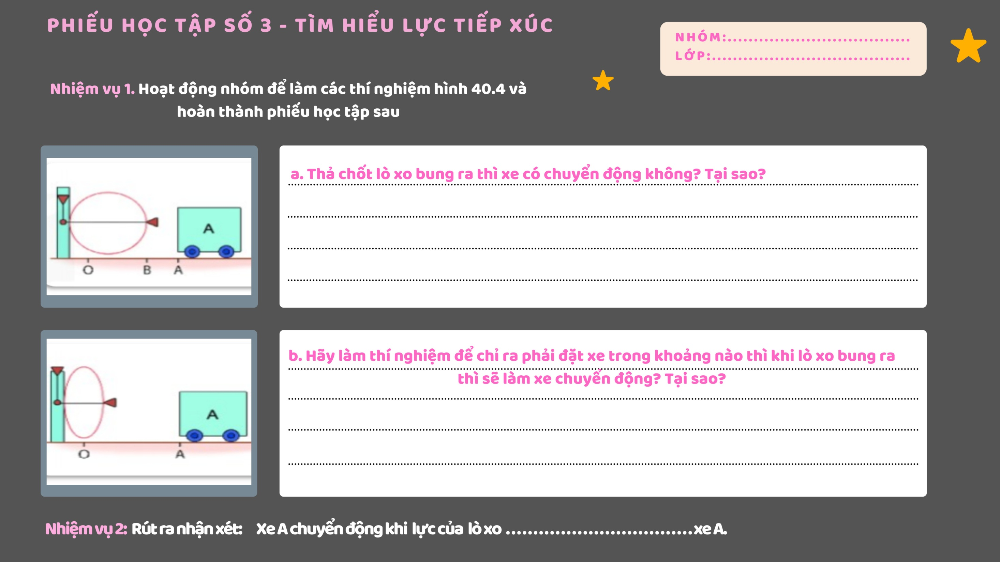 PHIẾU HỌC TẬP SỐ 3 - TÌM HIỂU LỰC TIẾP XÚC
NHÓM:...................................
LỚP:......................................
Nhiệm vụ 1. Hoạt động nhóm để làm các thí nghiệm hình 40.4 và
hoàn thành phiếu học tập sau
A
O B A
a. Thả chốt lò xo bung ra thì xe có chuyển động không? Tại sao?
A
O A
b. Hãy làm thí nghiệm để chỉ ra phải đặt xe trong khoảng nào thì khi lò xo bung ra
thì sẽ làm xe chuyển động? Tại sao?
Nhiệm vụ 2: Rút ra nhận xét: Xe A chuyển động khi lực của lò xo ..................................xe A.